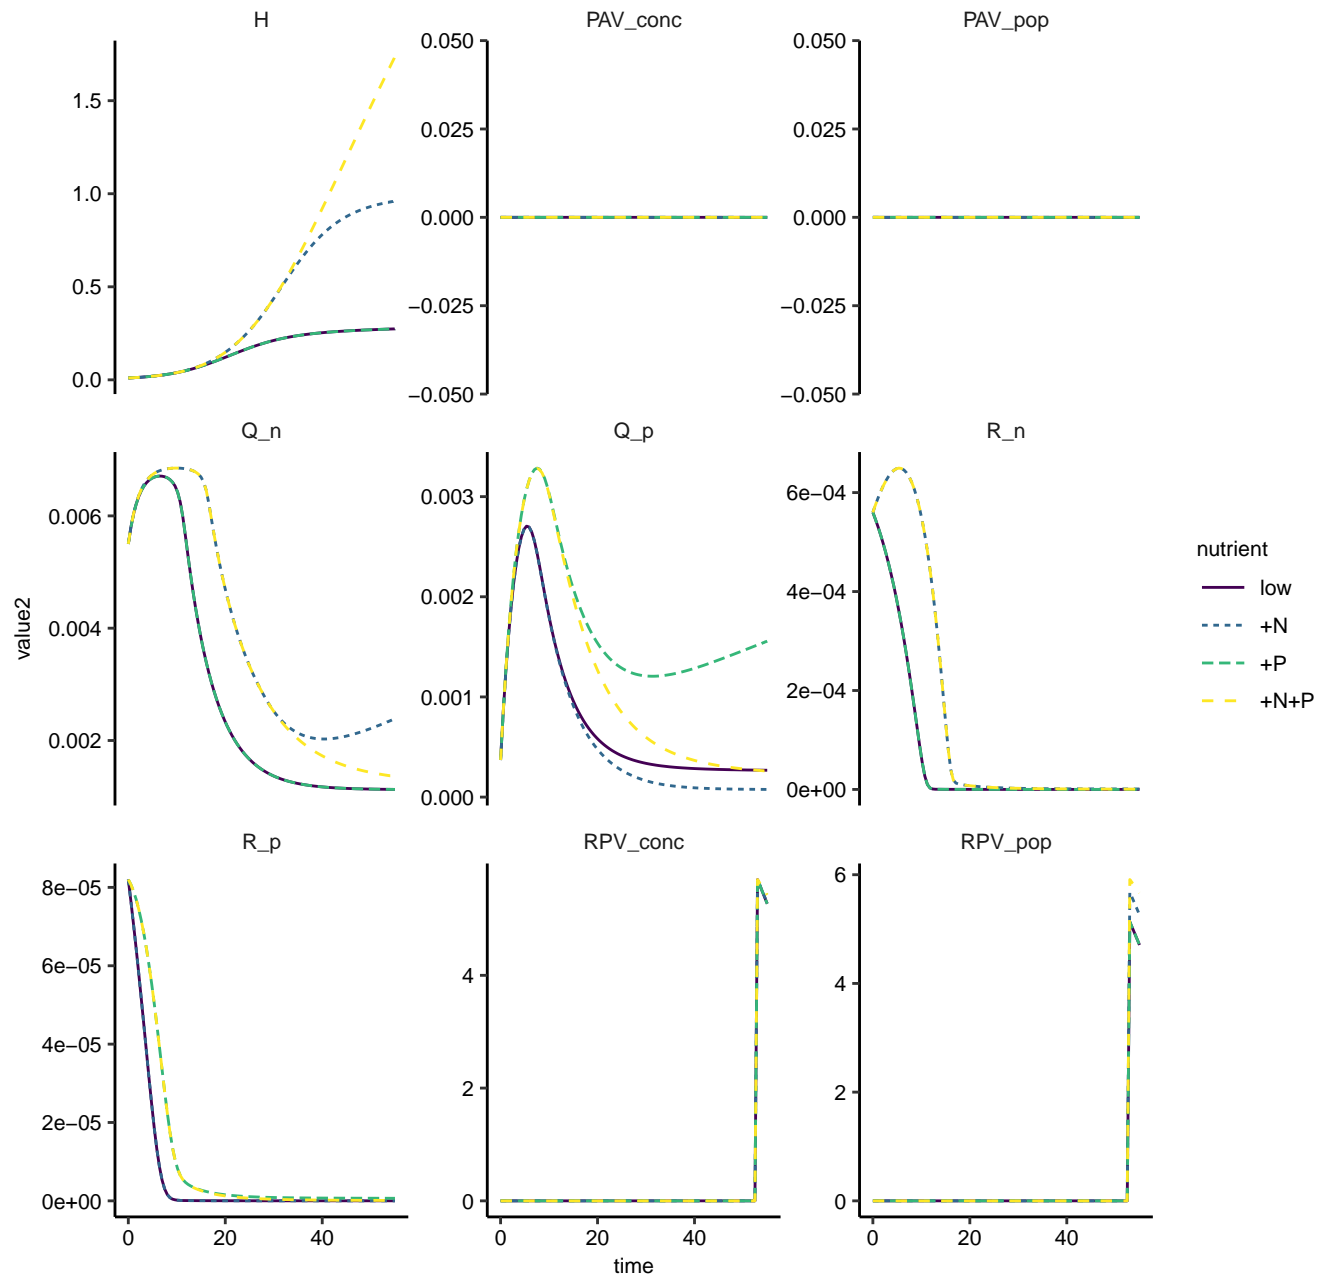 H
PAV_conc
PAV_pop
1.5
1.0
0.5
0.0
0.050
0.025
0.000
−0.025
−0.050
0.050
0.025
0.000
−0.025
−0.050
Q_n
Q_p
R_n
0.006
0.004
0.002
0.003
0.002
0.001
0.000
6e−04
4e−04
2e−04
0e+00
R_p
RPV_conc
RPV_pop
8e−05
6e−05
4e−05
2e−05
0e+00
4
2
0
6
4
2
0
0 20 40
0 20 40
0 20 40
time
value2
nutrient
low
+N
+P
+N+P